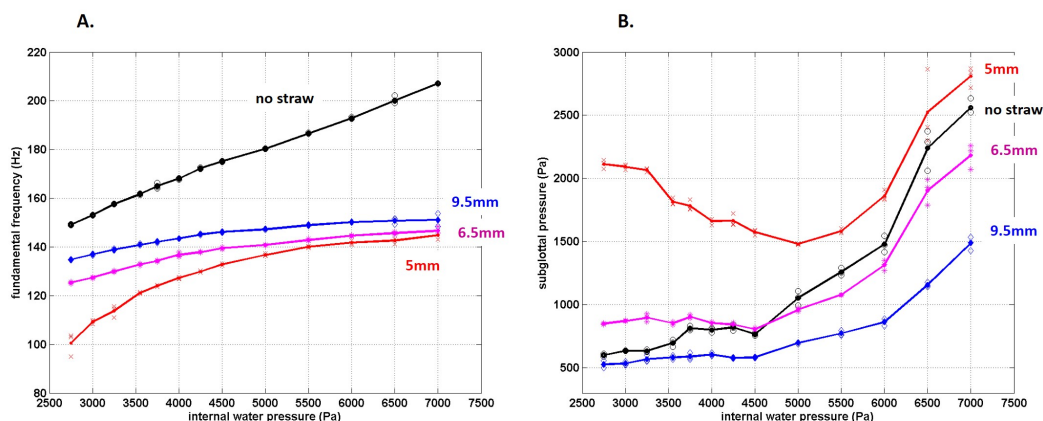 A.
220
200
180
160
140
120
100
80
fundamental frequency (Hz)
no straw
9.5mm
6.5mm
5mm
2500 3000 3500 4000 4500 5000 5500 6000 6500 7000 7500
internal water pressure (Pa)
B.
3000
2500
2000
1500
1000
500
subglottal pressure (Pa)
5mm
no straw
6.5mm
9.5mm
2500 3000 3500 4000 4500 5000 5500 6000 6500 7000 7500
internal water pressure (Pa)